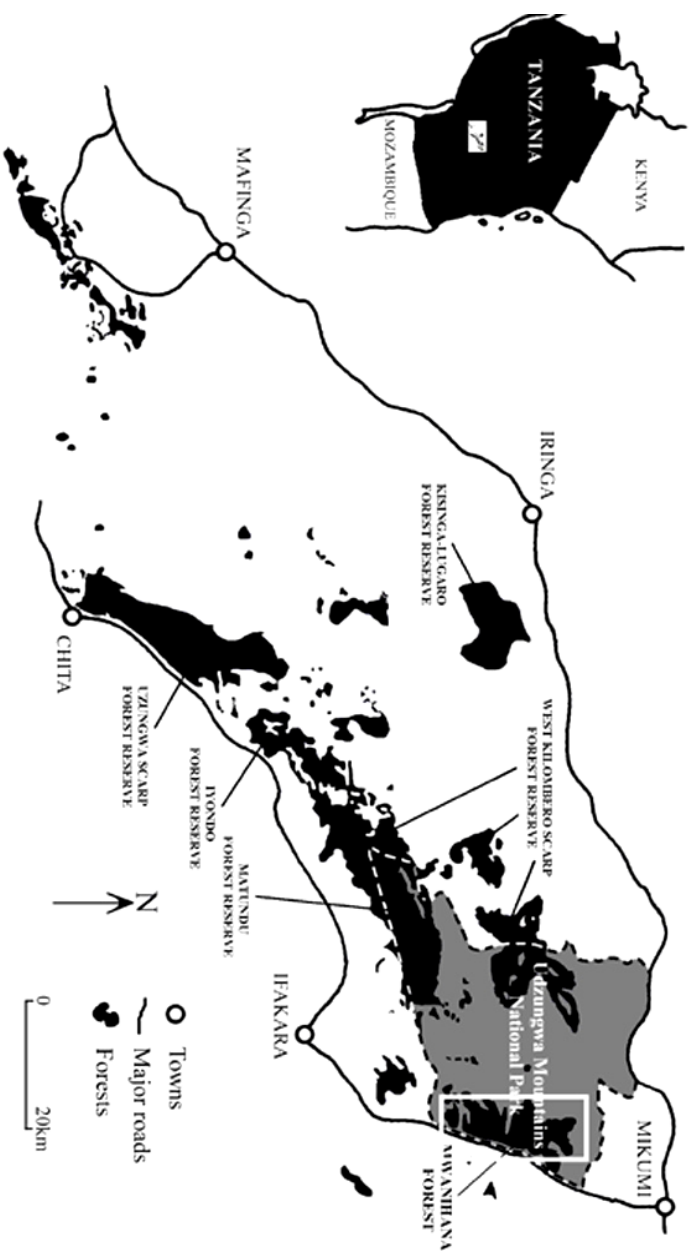 TANZANIA
KENYA
MOZAMBIQUE
MAFINGA
IRINGA
KISINGA-LUGARO
FOREST RESERVE
WEST KILOMBERO SCARP
FOREST RESERVE
Udzungwa Mountains
National Park
MIKUMI
MWANIHANA
FOREST
CHITA
UZUNGWA SCARP
FOREST RESERVE
IYONDO
FOREST RESERVE
MATUNDU
FOREST RESERVE
IFAKARA
N
Towns
Major roads
Forests
0 20km